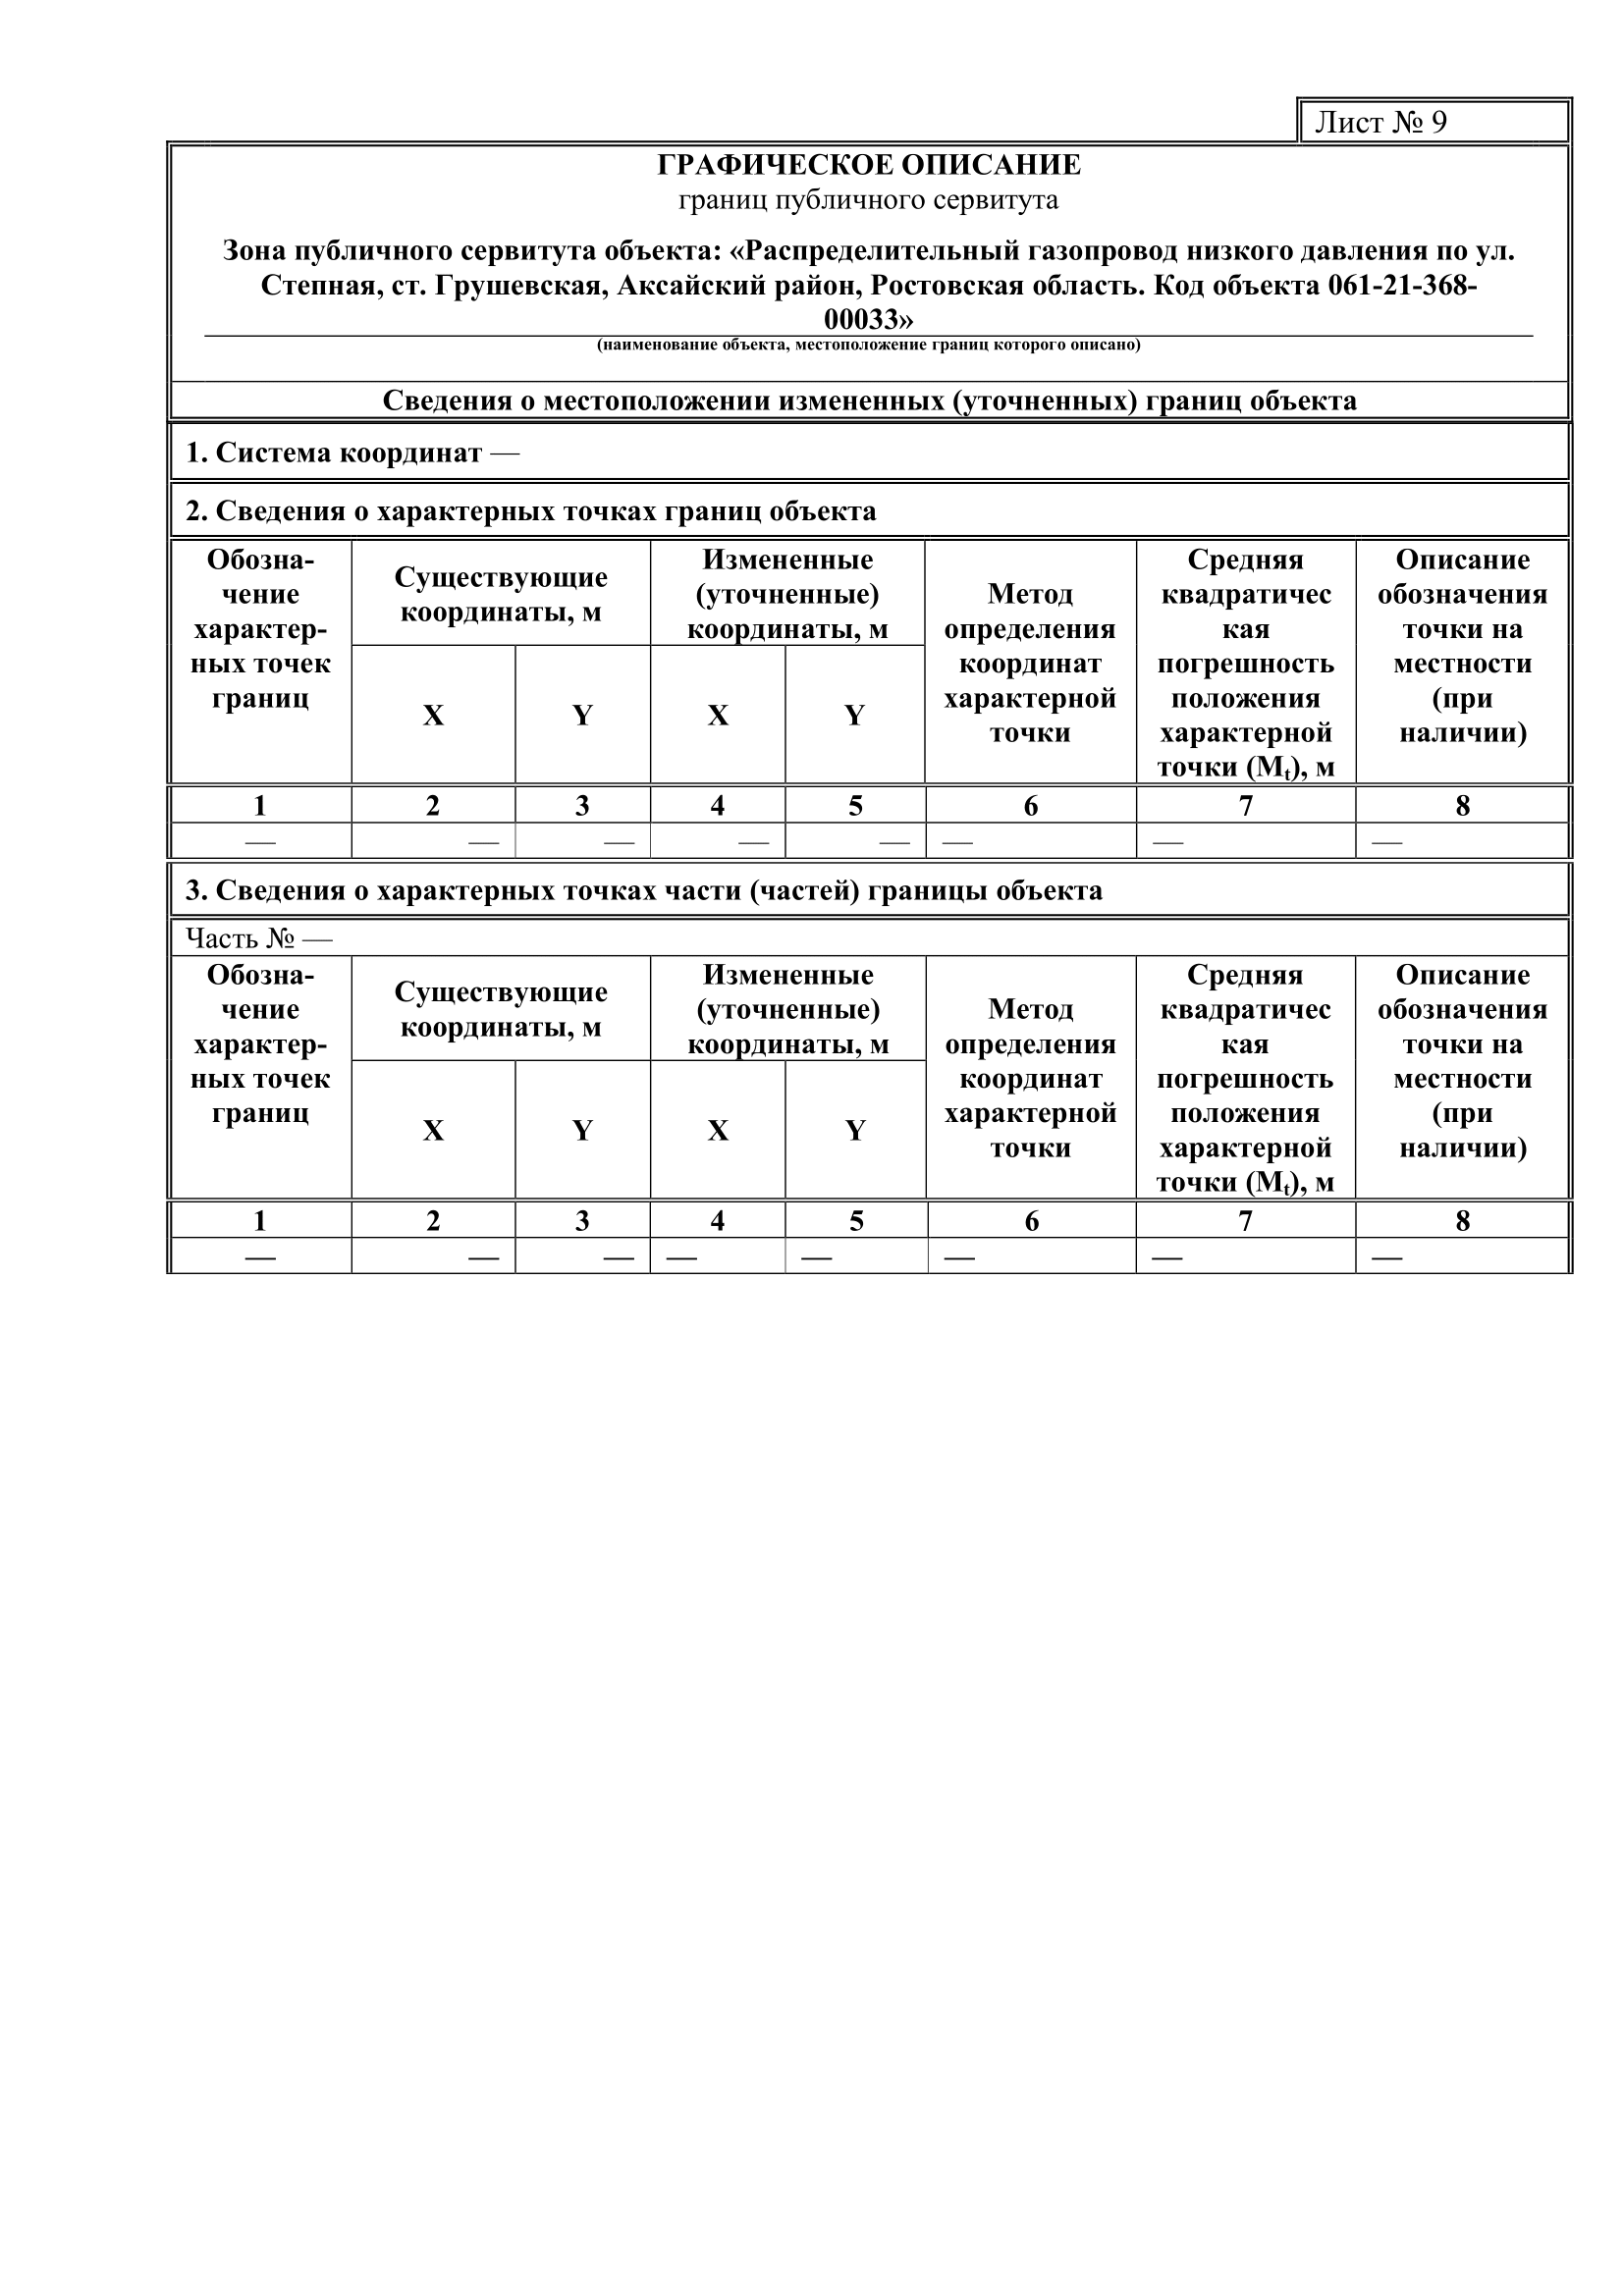 Лист № 9
ГРАФИЧЕСКОЕ ОПИСАНИЕ
границ публичного сервитута
Зона публичного сервитута объекта: «Распределительный газопровод низкого давления по ул.
Степная, ст. Грушевская, Аксайский район, Ростовская область. Код объекта 061-21-368-
00033»
(наименование объекта, местоположение границ которого описано)
Сведения о местоположении измененных (уточненных) границ объекта
1. Система координат —
2. Сведения о характерных точках границ объекта
Обозна-
чение
характер-
ных точек
границ
Существующие
координаты, м
Измененные
(уточненные)
координаты, м
Метод
определения
координат
характерной
точки
Средняя
квадратичес
кая
погрешность
положения
характерной
точки (Mt), м
Описание
обозначения
точки на
местности
(при
наличии)
X Y X Y
1 2 3 4 5 6 7 8
— — — — — — — —
3. Сведения о характерных точках части (частей) границы объекта
Часть № —
Обозна-
чение
характер-
ных точек
границ
Существующие
координаты, м
Измененные
(уточненные)
координаты, м
Метод
определения
координат
характерной
точки
Средняя
квадратичес
кая
погрешность
положения
характерной
точки (Mt), м
Описание
обозначения
точки на
местности
(при
наличии)
X Y X Y
1 2 3 4 5 6 7 8
— — — — — — — —